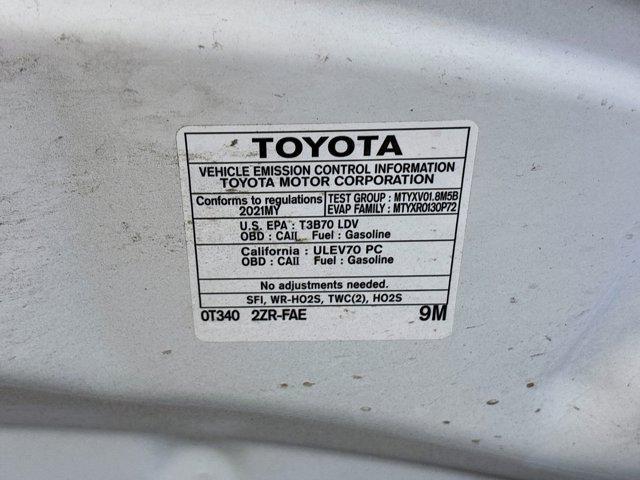 TOYOTA
VEHICLE EMISSION CONTROL INFORMATION
TOYOTA MOTOR CORPORATION
Conforms to regulations
2021MY
TEST GROUP : MTYXV01.8M5B
EVAP FAMILY : MTYXR0130P72
U.S. EPA : T3B70 LDV
OBD : CAII Fuel : Gasoline
California : ULEV70 PC
OBD : CAII Fuel : Gasoline
No adjustments needed.
SFI, WR-HO2S, TWC(2), HO2S
0T340 2ZR-FAE 9M